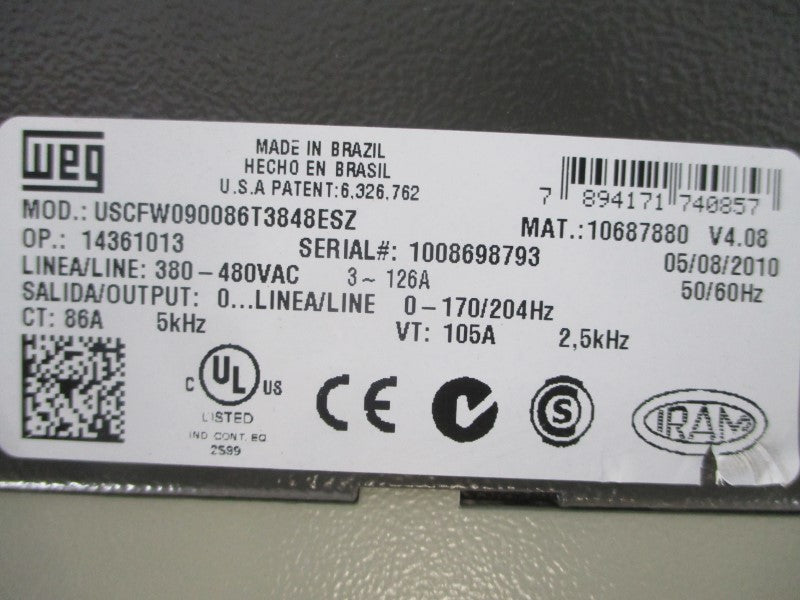 weg
MADE IN BRAZIL
HECHO EN BRASIL
U.S.A PATENT:6,326,762
7 894171 740857
MOD.: USCFW090086T3848ESZ
MAT.:10687880 V4.08
OP.: 14361013
SERIAL#: 1008698793
05/08/2010
LINEA/LINE: 380-480VAC 3~ 126A
50/60Hz
SALIDA/OUTPUT: 0...LINEA/LINE 0-170/204Hz
CT: 86A 5kHz VT: 105A 2,5kHz
C UL US
LISTED
IND. CONT. EQ.
2S99
CE
S
IRAM